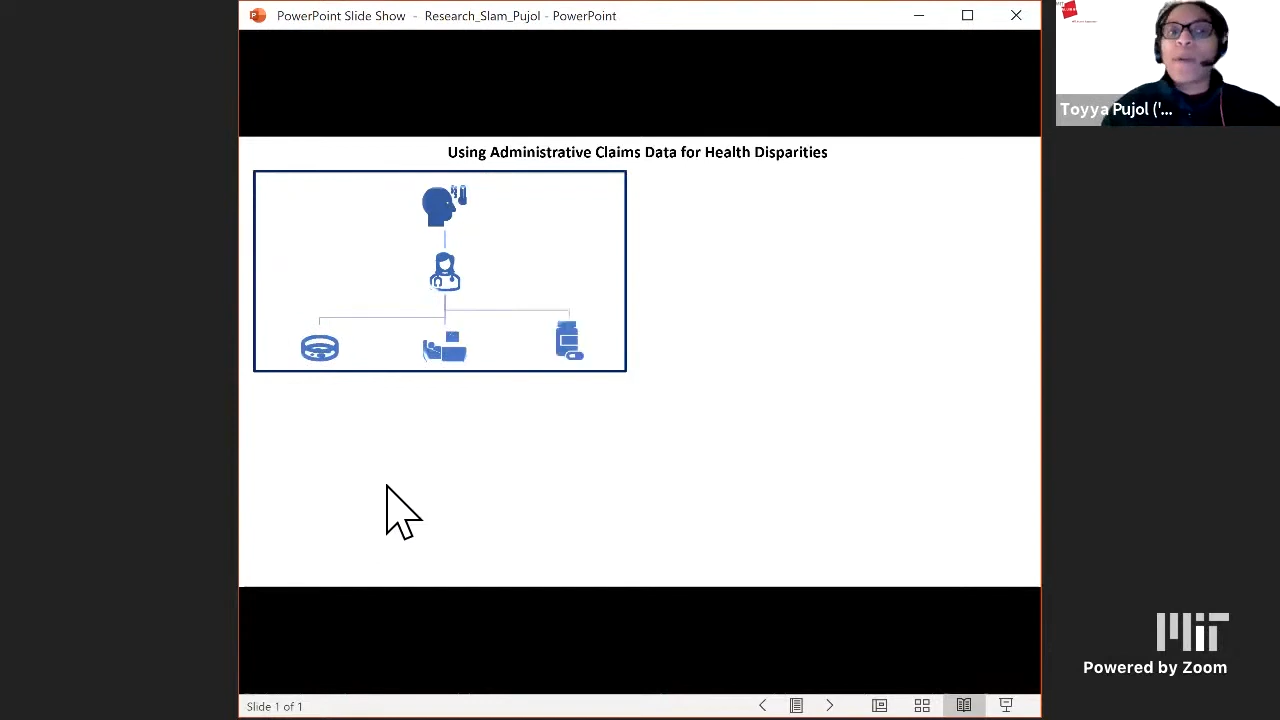 PowerPoint Slide Show - Research_Slam_Pujol - PowerPoint
Toyya Pujol ('...
Using Administrative Claims Data for Health Disparities
MIT
Powered by Zoom
Slide 1 of 1